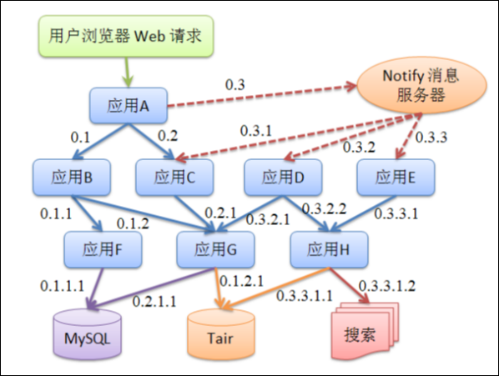 用户浏览器 Web 请求
Notify 消息
服务器
0.3
应用A
0.1
0.2
0.3.1
0.3.2
0.3.3
应用B
应用C
应用D
应用E
0.1.1
0.1.2
0.2.1
0.3.2.1
0.3.2.2
0.3.3.1
应用F
应用G
应用H
0.1.1.1
0.2.1.1
0.1.2.1
0.3.3.1.1
0.3.3.1.2
MySQL
Tair
搜索